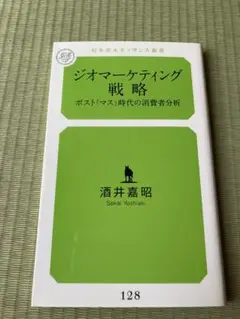 幻冬舎ルネッサンス新書
ジオマーケティング
戦略
ポスト「マス」時代の消費者分析
酒井嘉昭
Sakai Yoshiaki
128